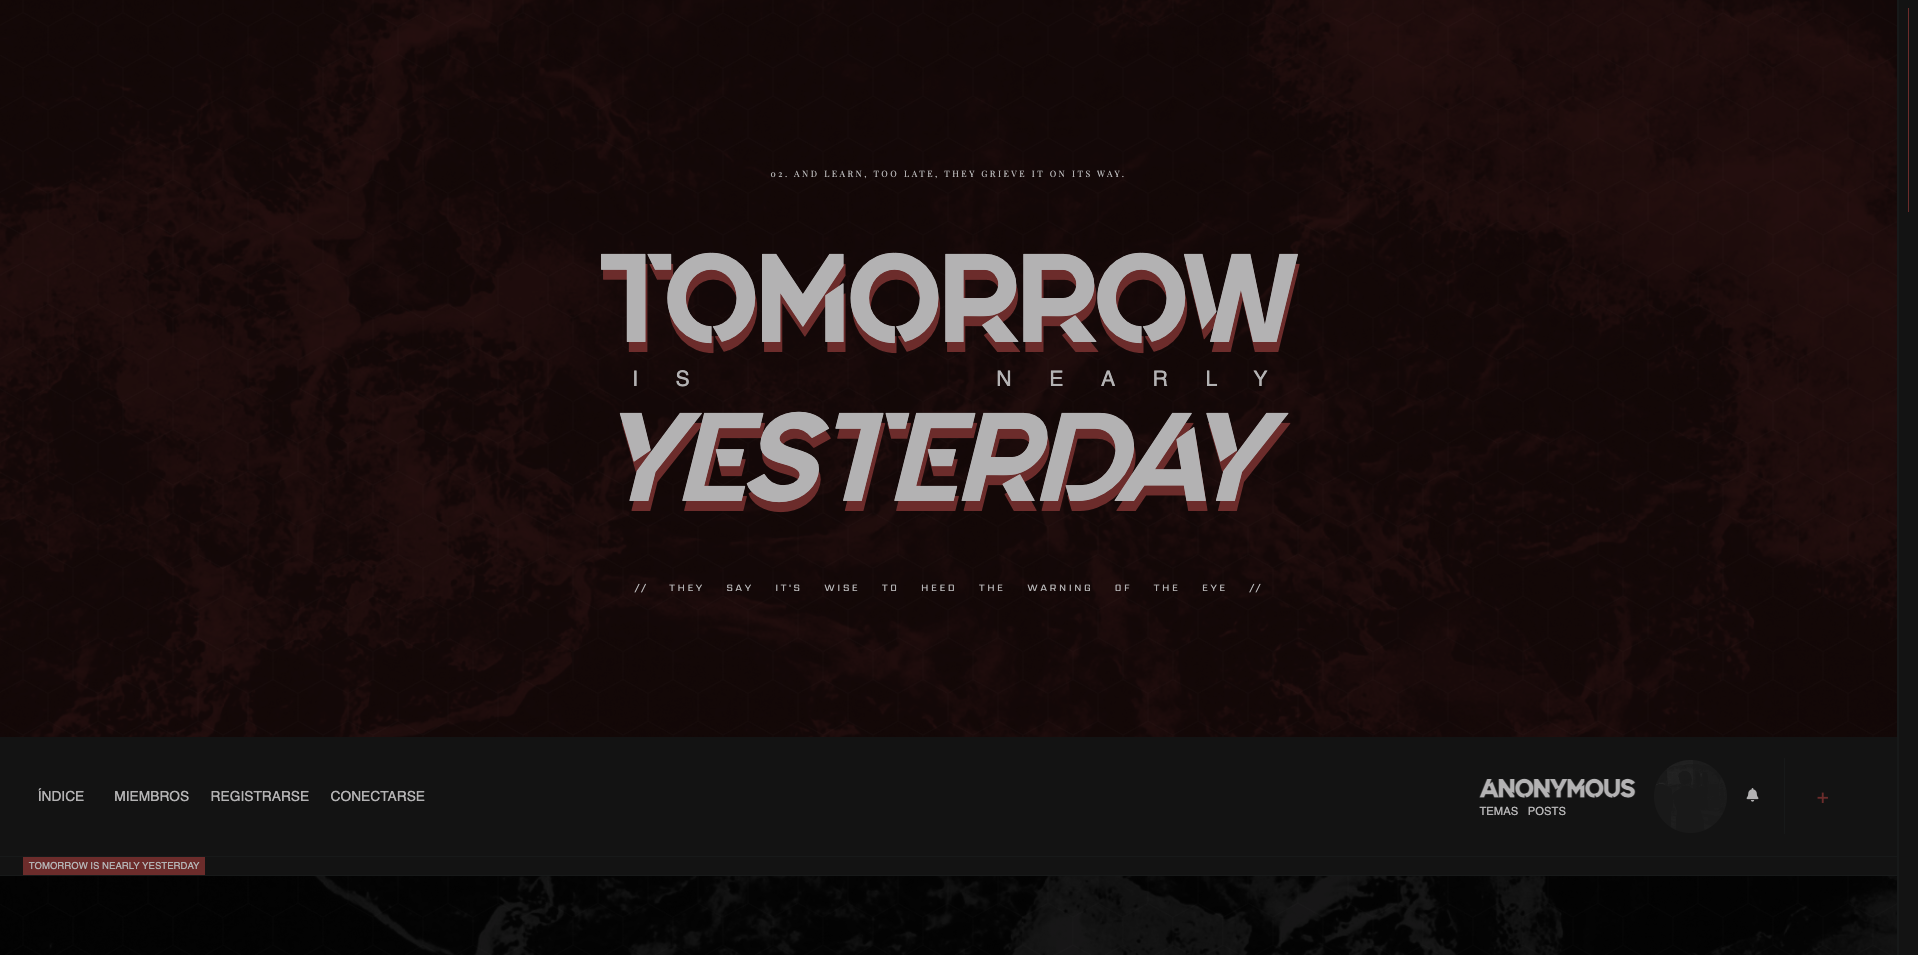 02. AND LEARN, TOO LATE, THEY GRIEVE IT ON ITS WAY.
TOMORROW
IS NEARLY
YESTERDAY
// THEY SAY IT'S WISE TO HEED THE WARNING OF THE EYE //
ÍNDICE MIEMBROS REGISTRARSE CONECTARSE
ANONYMOUS
TEMAS POSTS
+
TOMORROW IS NEARLY YESTERDAY